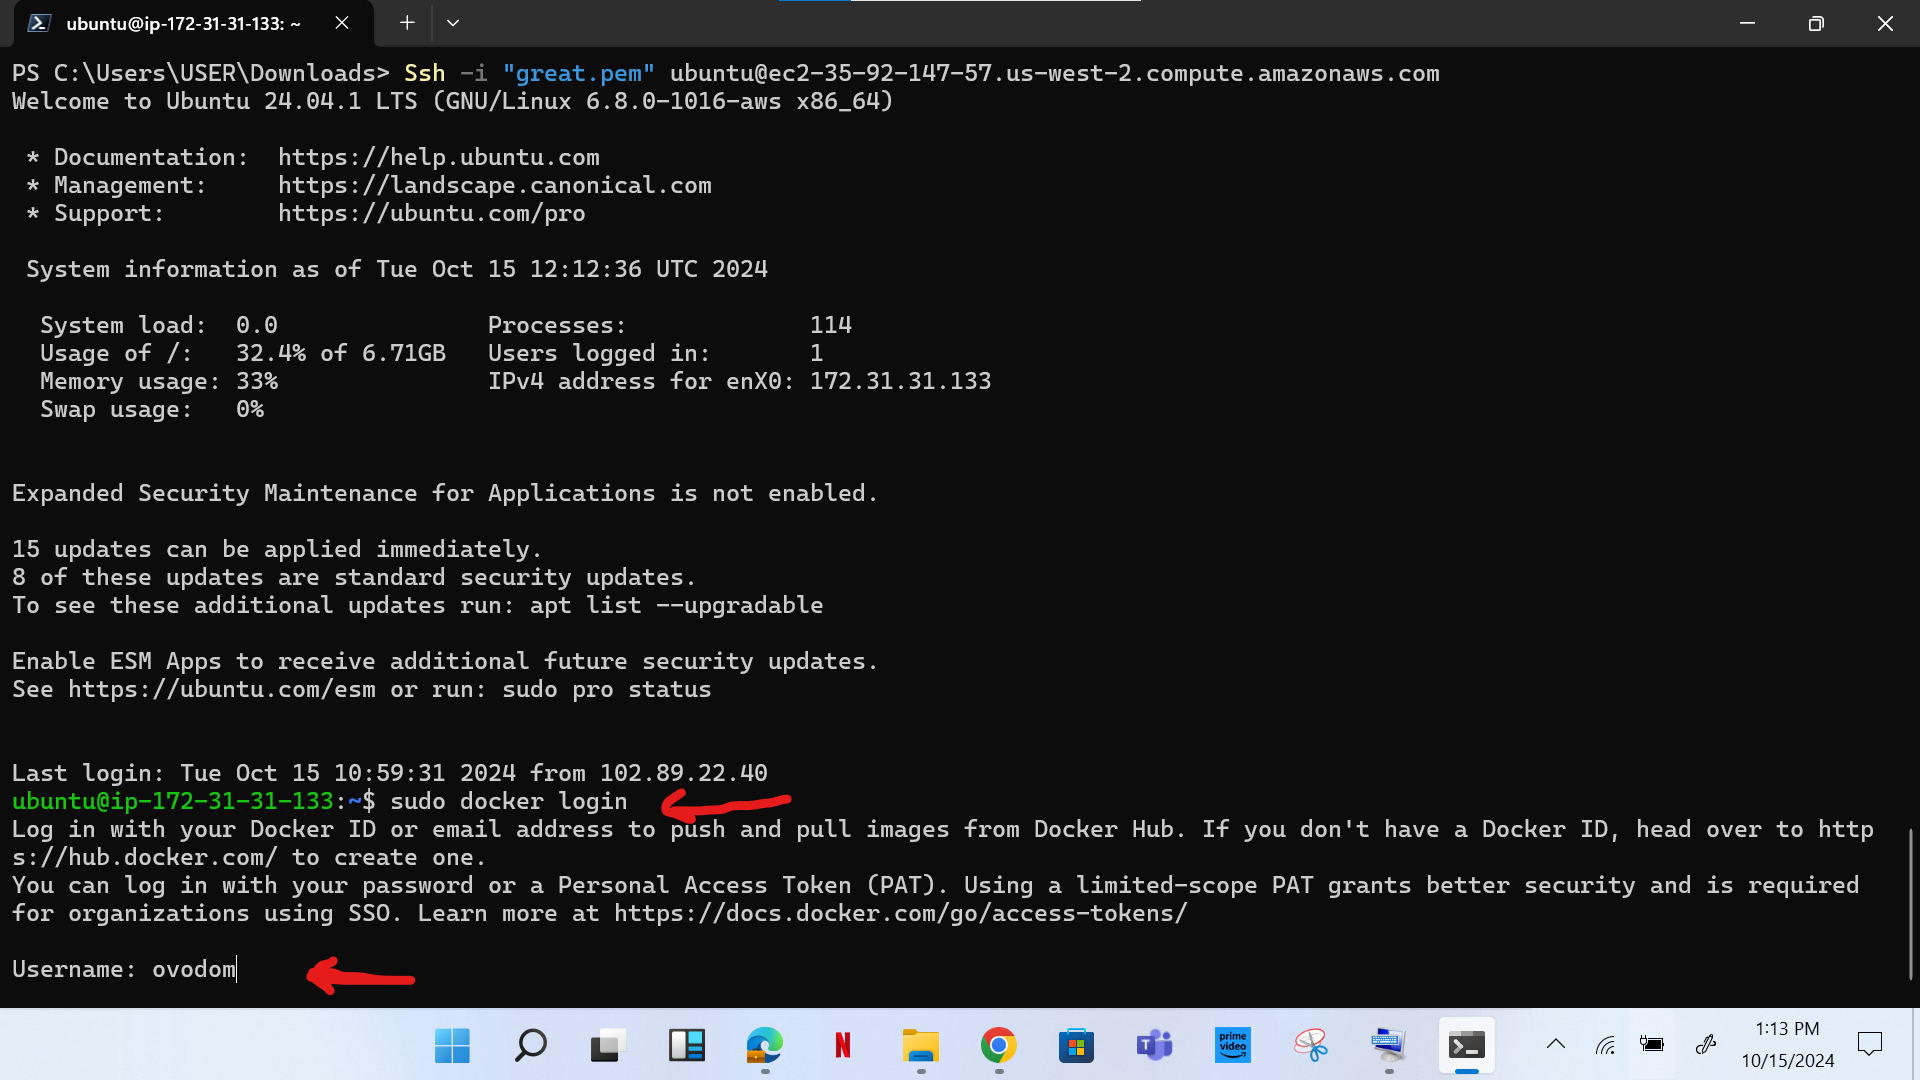 ubuntu@ip-172-31-31-133: ~
PS C:\Users\USER\Downloads> Ssh -i "great.pem" ubuntu@ec2-35-92-147-57.us-west-2.compute.amazonaws.com
Welcome to Ubuntu 24.04.1 LTS (GNU/Linux 6.8.0-1016-aws x86_64)
* Documentation:  https://help.ubuntu.com
* Management:     https://landscape.canonical.com
* Support:        https://ubuntu.com/pro
System information as of Tue Oct 15 12:12:36 UTC 2024
System load:  0.0               Processes:             114
Usage of /:   32.4% of 6.71GB   Users logged in:       1
Memory usage: 33%               IPv4 address for enX0: 172.31.31.133
Swap usage:   0%
Expanded Security Maintenance for Applications is not enabled.
15 updates can be applied immediately.
8 of these updates are standard security updates.
To see these additional updates run: apt list --upgradable
Enable ESM Apps to receive additional future security updates.
See https://ubuntu.com/esm or run: sudo pro status
Last login: Tue Oct 15 10:59:31 2024 from 102.89.22.40
ubuntu@ip-172-31-31-133:~$ sudo docker login
Log in with your Docker ID or email address to push and pull images from Docker Hub. If you don't have a Docker ID, head over to http
s://hub.docker.com/ to create one.
You can log in with your password or a Personal Access Token (PAT). Using a limited-scope PAT grants better security and is required
for organizations using SSO. Learn more at https://docs.docker.com/go/access-tokens/
Username: ovodom
N
T
prime
video
1:13 PM
10/15/2024